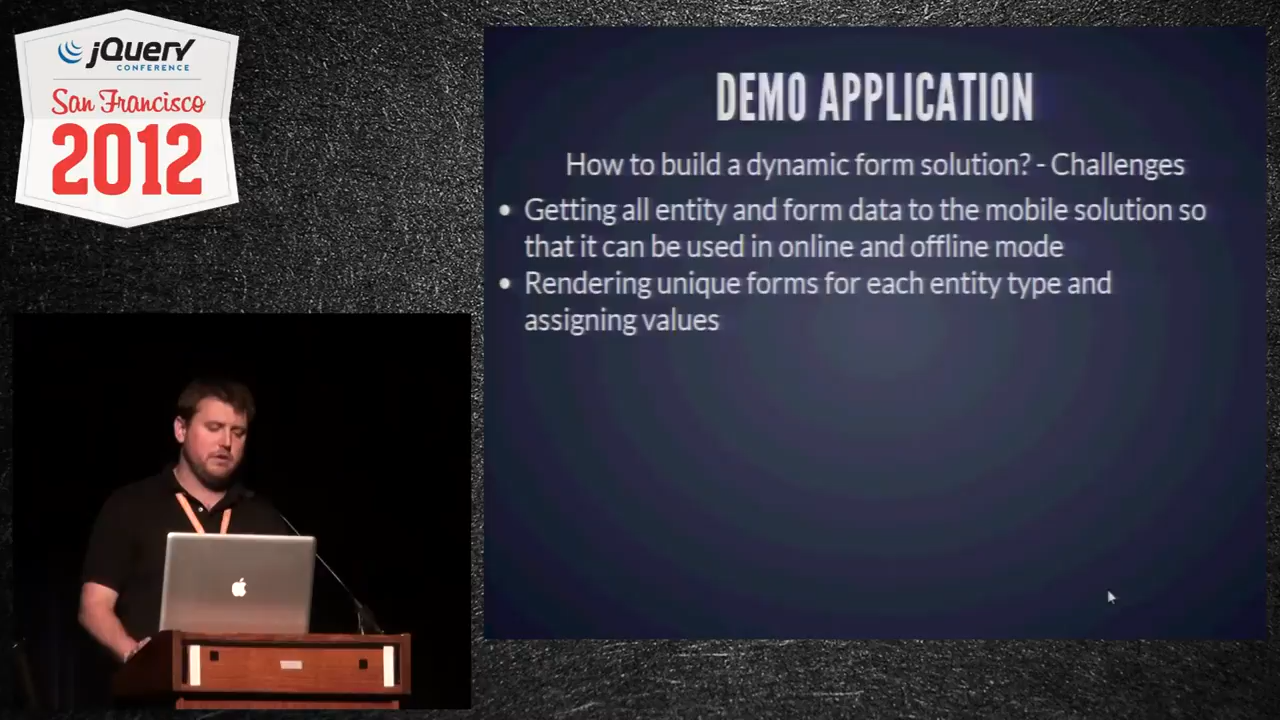 jQuery
CONFERENCE
San Francisco
2012
DEMO APPLICATION
How to build a dynamic form solution? - Challenges
• Getting all entity and form data to the mobile solution so
that it can be used in online and offline mode
• Rendering unique forms for each entity type and
assigning values